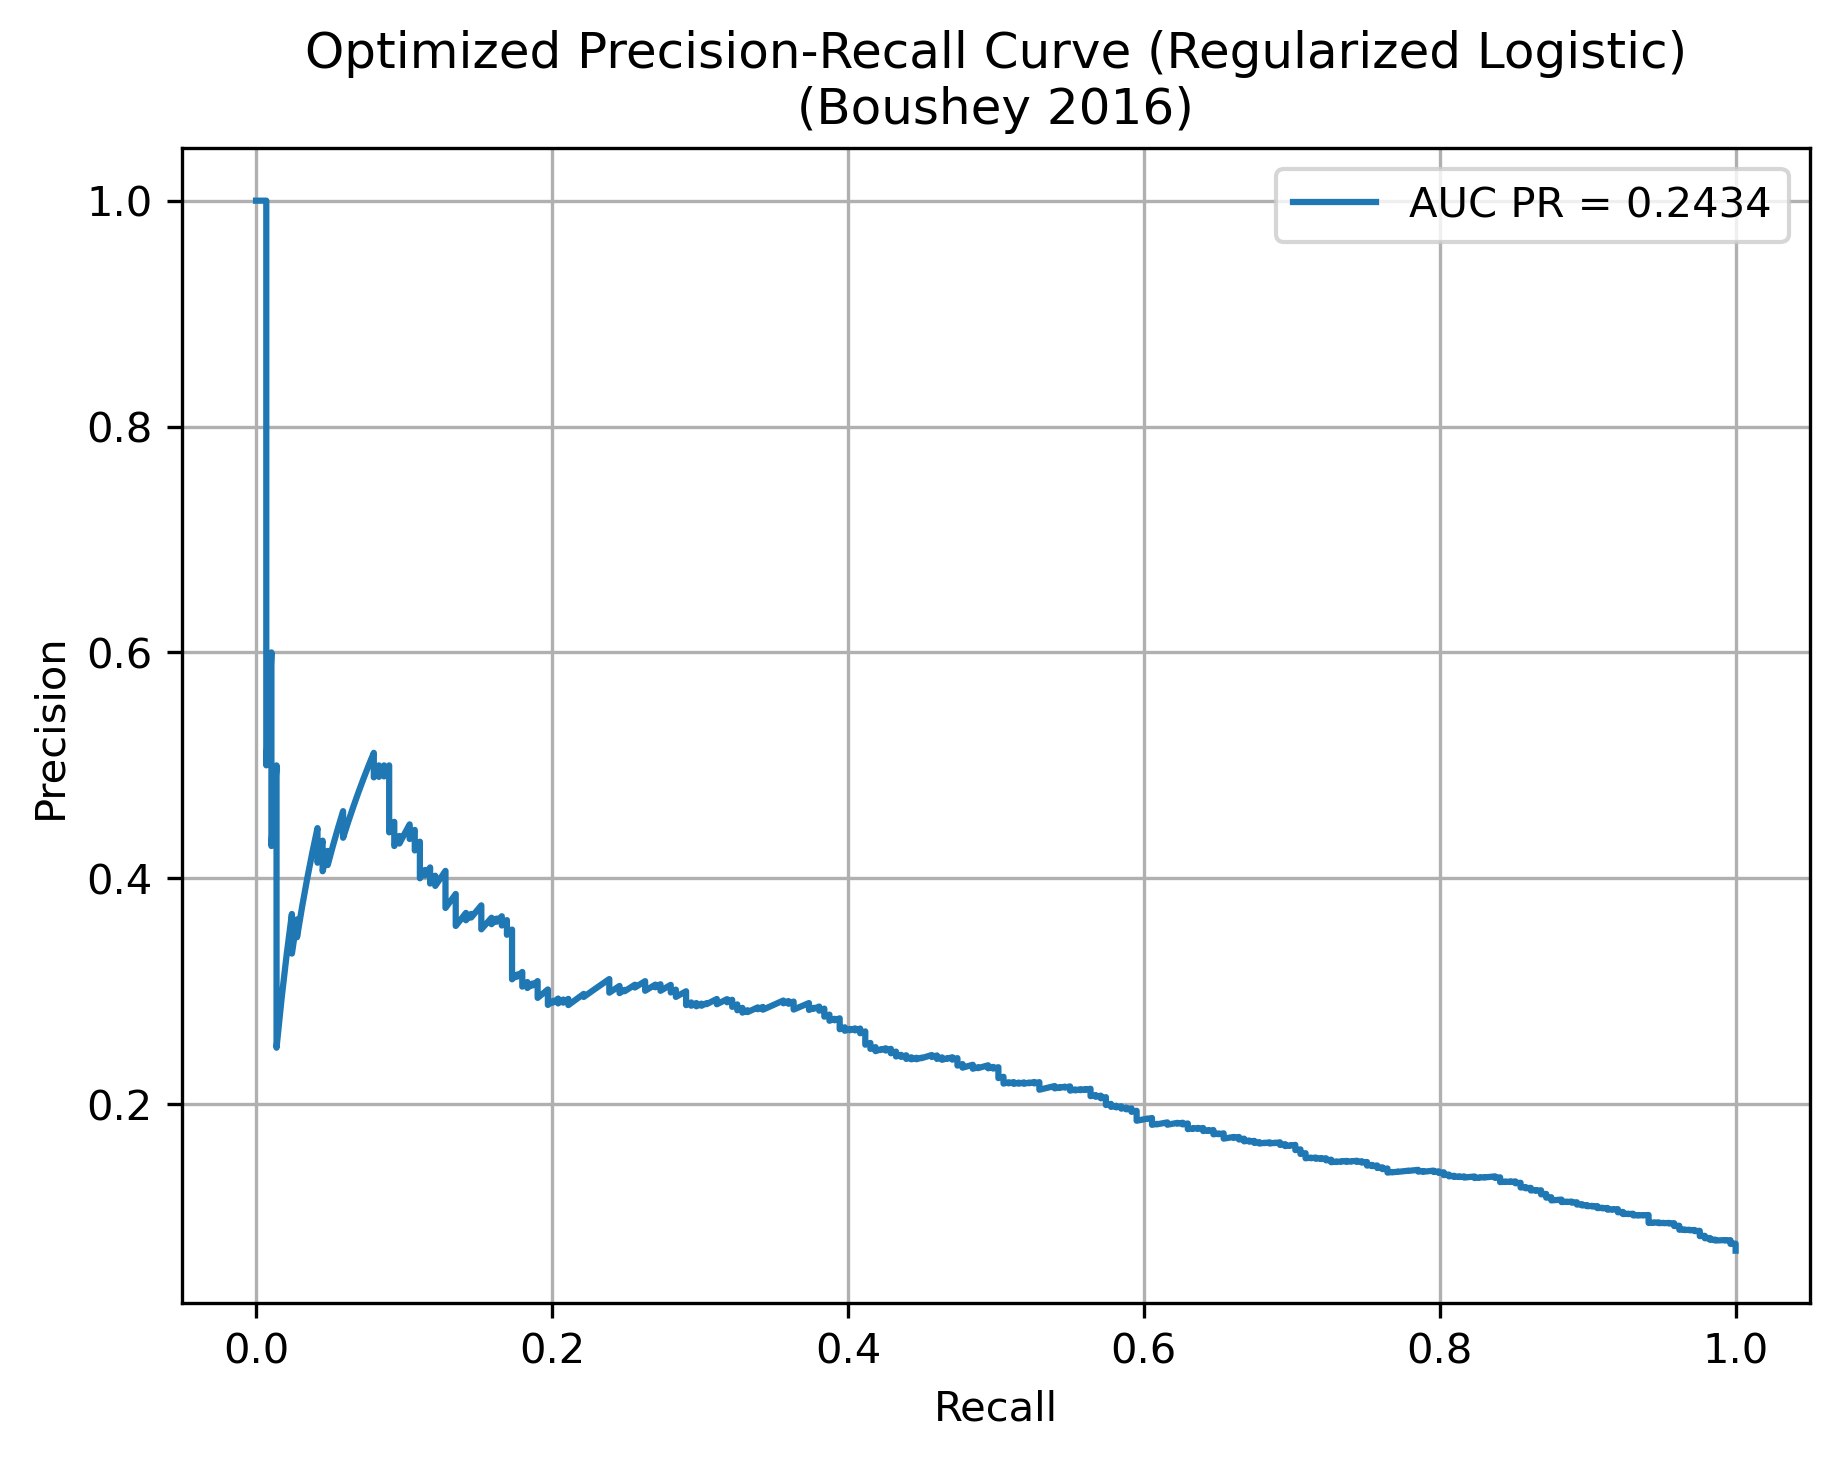 Optimized Precision-Recall Curve (Regularized Logistic)
(Boushey 2016)
AUC PR = 0.2434
1.0
0.8
0.6
0.4
0.2
Precision
0.0
0.2
0.4
0.6
0.8
1.0
Recall